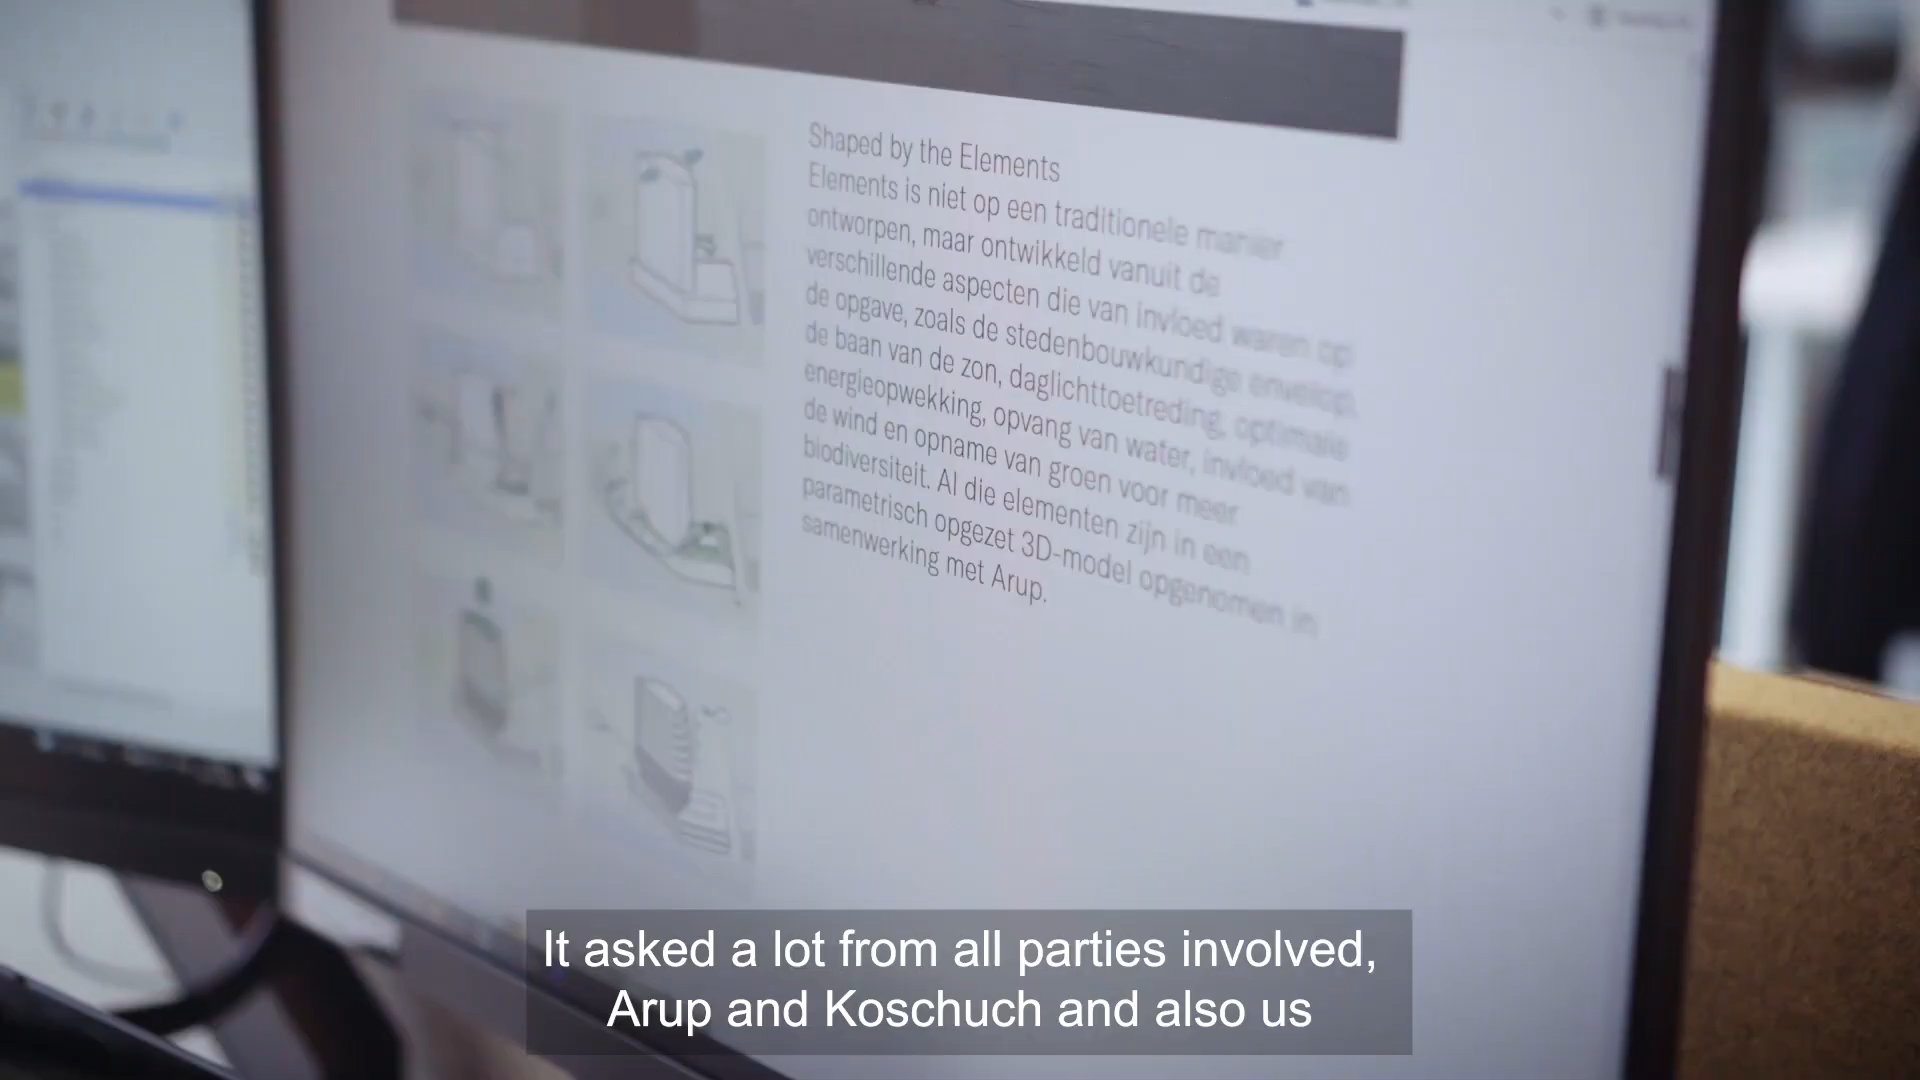 Shaped by the Elements
Elements is niet op een traditionele manier
ontworpen, maar ontwikkeld vanuit de
verschillende aspecten die van invloed waren op
de opgave, zoals de stedenbouwkundige envelop,
de baan van de zon, daglichttoetreding, optimale
energieopwekking, opvang van water, invloed van
de wind en opname van groen voor meer
biodiversiteit. Al die elementen zijn in een
parametrisch opgezet 3D-model opgenomen in
samenwerking met Arup.
It asked a lot from all parties involved,
Arup and Koschuch and also us